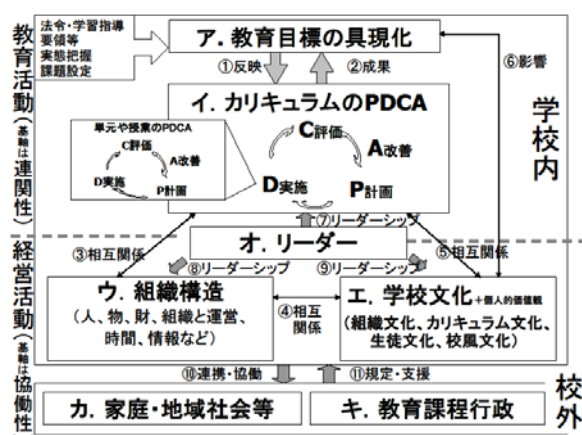 法令・学習指導
要領等
実態把握
課題設定
ア. 教育目標の具現化
①反映
②成果
⑥影響
イ. カリキュラムのPDCA
単元や授業のPDCA
C評価
A改善
D実施
P計画
C評価
A改善
D実施
P計画
⑦リーダーシップ
オ. リーダー
③相互関係
⑧リーダーシップ
⑨リーダーシップ
⑤相互関係
ウ. 組織構造
(人、物、財、組織と運営、
時間、情報など)
④相互
関係
エ. 学校文化+個人的価値観
(組織文化、カリキュラム文化、
生徒文化、校風文化)
⑩連携・協働
⑪規定・支援
カ. 家庭・地域社会等
キ. 教育課程行政
教育活動(基軸は連関性)
経営活動(基軸は協働性)
学校内
校外